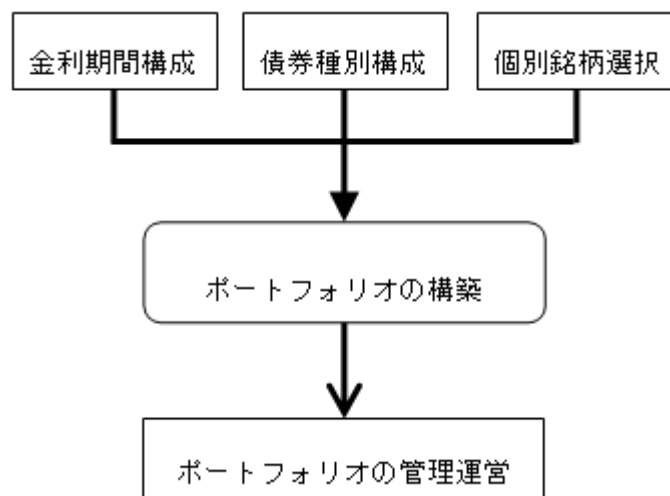 金利期間構成
債券種別構成
個別銘柄選択
ポートフォリオの構築
ポートフォリオの管理運営